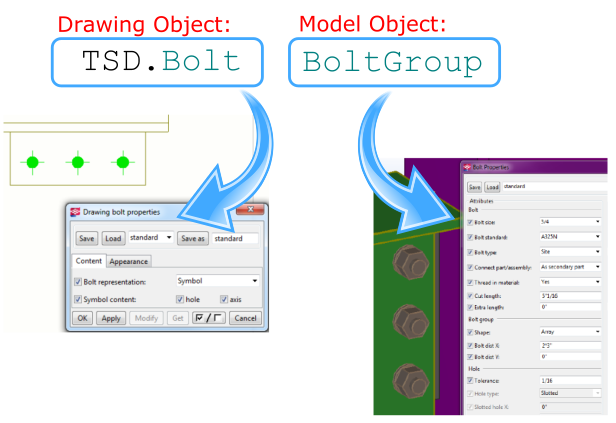 Drawing Object:
TSD.Bolt
Model Object:
BoltGroup
Drawing bolt properties
Save Load standard Save as standard
Content Appearance
Bolt representation: Symbol
Symbol content: hole axis
OK Apply Modify Get / Cancel
Bolt Properties
Save Load standard
Attributes
Bolt
Bolt size: 3/4
Bolt standard: A325N
Bolt type: Site
Connect part/assembly: As secondary part
Thread in material: Yes
Cut length: 3"1/16
Extra length: 0"
Bolt group
Shape: Array
Bolt dist X: 2*3"
Bolt dist Y: 0"
Hole
Tolerance: 1/16
Hole type: Slotted
Slotted hole X: 0"